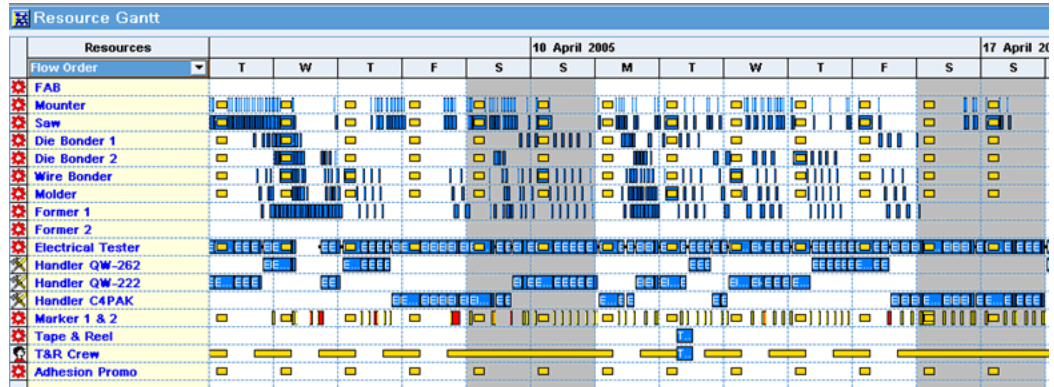 Resource Gantt
Resources
10 April 2005
17 April 20
Flow Order
T W T F S S M T W T F S S
FAB
Mounter
Saw
Die Bonder 1
Die Bonder 2
Wire Bonder
Molder
Former 1
Former 2
Electrical Tester
Handler QW-262
Handler QW-222
Handler C4PAK
Marker 1 & 2
Tape & Reel
T&R Crew
Adhesion Promo